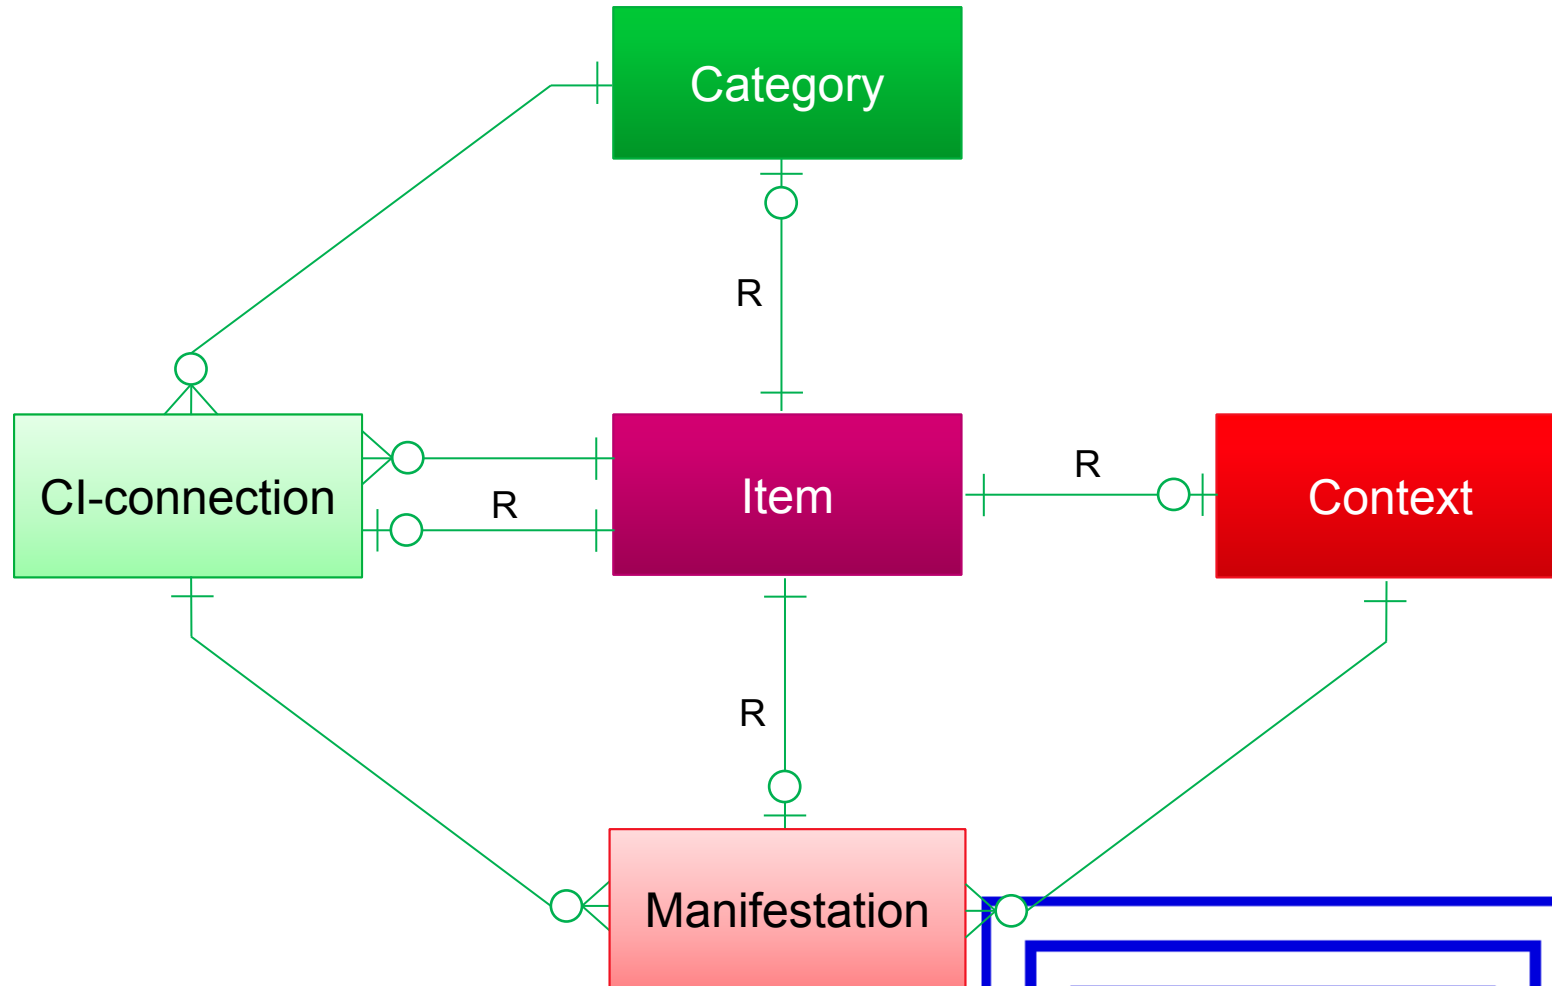 Category
R
CI-connection
R
Item
R
Context
R
Manifestation